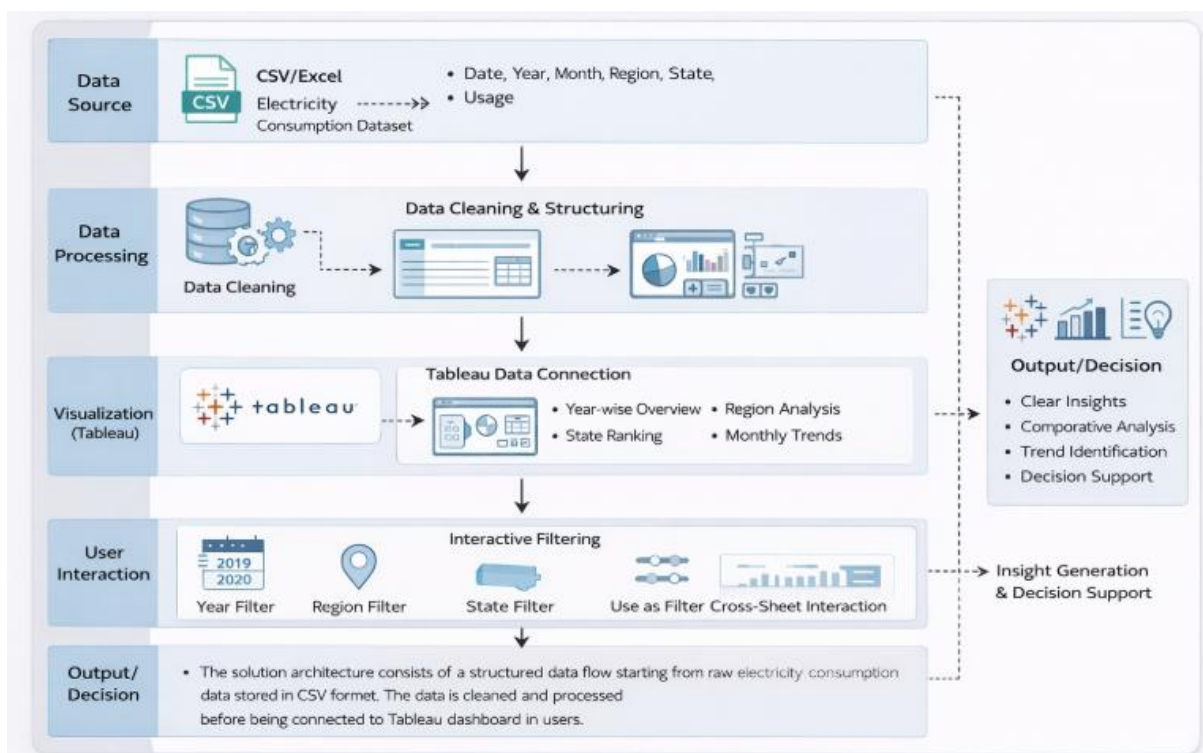 Data
Source
CSV
CSV/Excel
Electricity
Consumption Dataset
• Date, Year, Month, Region, State,
• Usage
Data
Processing
Data Cleaning
Data Cleaning & Structuring
Visualization
(Tableau)
tableau
Tableau Data Connection
• Year-wise Overview
• Region Analysis
• State Ranking
• Monthly Trends
User
Interaction
Interactive Filtering
2019
2020
Year Filter
Region Filter
State Filter
Use as Filter
Cross-Sheet Interaction
Output/
Decision
• The solution architecture consists of a structured data flow starting from raw electricity consumption
data stored in CSV formet. The data is cleaned and processed
before being connected to Tableau dashboard in users.
Output/Decision
• Clear Insights
• Comporative Analysis
• Trend Identification
• Decision Support
Insight Generation
& Decision Support